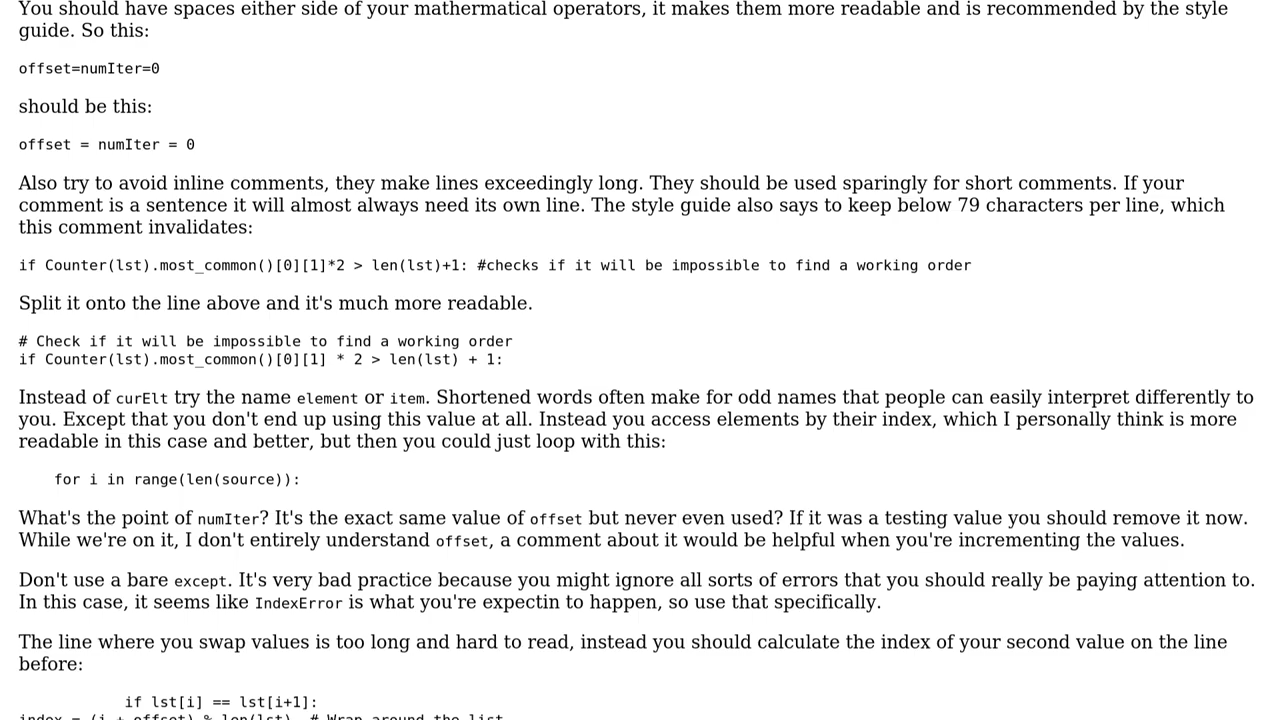 You should have spaces either side of your mathematical operators, it makes them more readable and is recommended by the style
guide. So this:
offset=numIter=0
should be this:
offset = numIter = 0
Also try to avoid inline comments, they make lines exceedingly long. They should be used sparingly for short comments. If your
comment is a sentence it will almost always need its own line. The style guide also says to keep below 79 characters per line, which
this comment invalidates:
if Counter(lst).most_common()[0][1]*2 > len(lst)+1: #checks if it will be impossible to find a working order
Split it onto the line above and it's much more readable.
# Check if it will be impossible to find a working order
if Counter(lst).most_common()[0][1] * 2 > len(lst) + 1:
Instead of curElt try the name element or item. Shortened words often make for odd names that people can easily interpret differently to
you. Except that you don't end up using this value at all. Instead you access elements by their index, which I personally think is more
readable in this case and better, but then you could just loop with this:
    for i in range(len(source)):
What's the point of numIter? It's the exact same value of offset but never even used? If it was a testing value you should remove it now.
While we're on it, I don't entirely understand offset, a comment about it would be helpful when you're incrementing the values.
Don't use a bare except. It's very bad practice because you might ignore all sorts of errors that you should really be paying attention to.
In this case, it seems like IndexError is what you're expectin to happen, so use that specifically.
The line where you swap values is too long and hard to read, instead you should calculate the index of your second value on the line
before:
            if lst[i] == lst[i+1]:
index = (i + offset) % len(lst)  # Wrap around the list